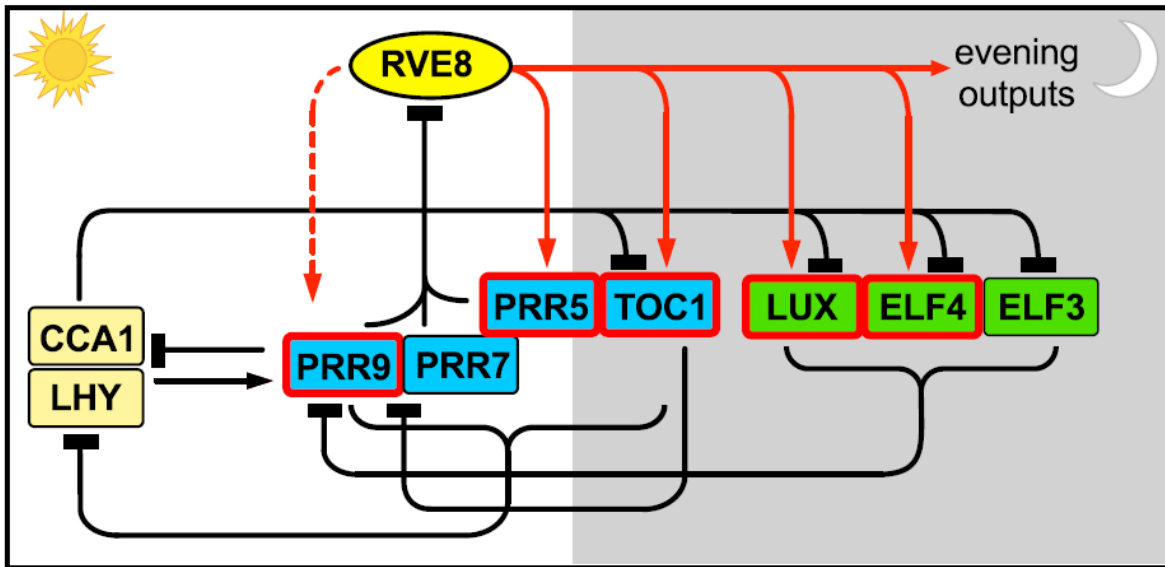 RVE8
evening
outputs
PRR5 TOC1 LUX ELF4 ELF3
CCA1
PRR9 PRR7
LHY